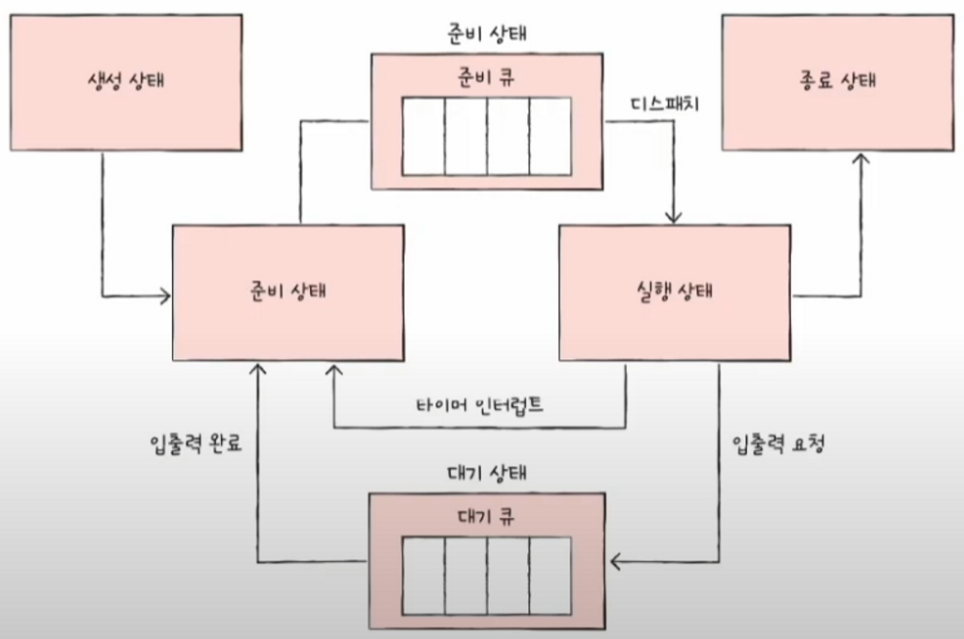 준비 상태
생성 상태
준비 큐
종료 상태
디스패치
준비 상태
실행 상태
타이머 인터럽트
입출력 완료
입출력 요청
대기 상태
대기 큐